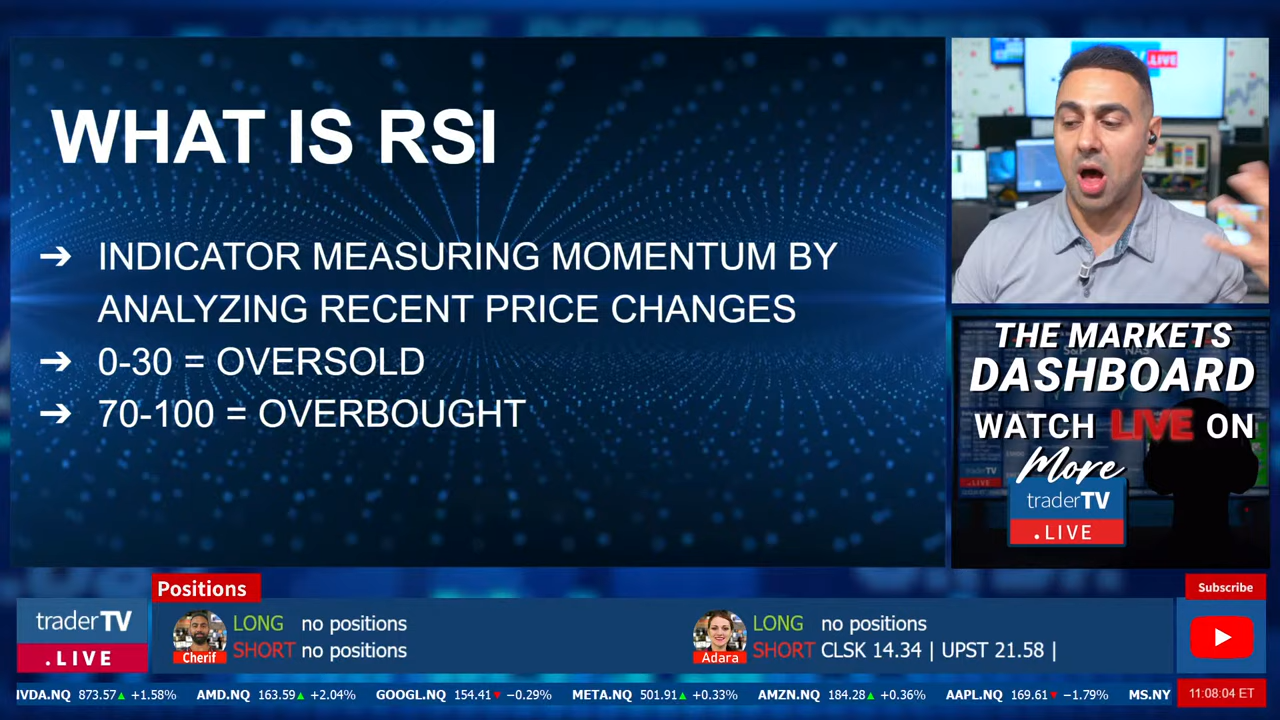 WHAT IS RSI
➔ INDICATOR MEASURING MOMENTUM BY
ANALYZING RECENT PRICE CHANGES
➔ 0-30 = OVERSOLD
➔ 70-100 = OVERBOUGHT
.LIVE
THE MARKETS
DASHBOARD
WATCH LIVE ON
More
traderTV
.LIVE
Positions
Subscribe
traderTV
.LIVE
Cherif
LONG no positions
SHORT no positions
Adara
LONG no positions
SHORT CLSK 14.34 | UPST 21.58 |
NVDA.NQ 873.57▲ +1.58% AMD.NQ 163.59▲ +2.04% GOOGL.NQ 154.41▼ −0.29% META.NQ 501.91▲ +0.33% AMZN.NQ 184.28▲ +0.36% AAPL.NQ 169.61▼ −1.79% MS.NY
11:08:04 ET